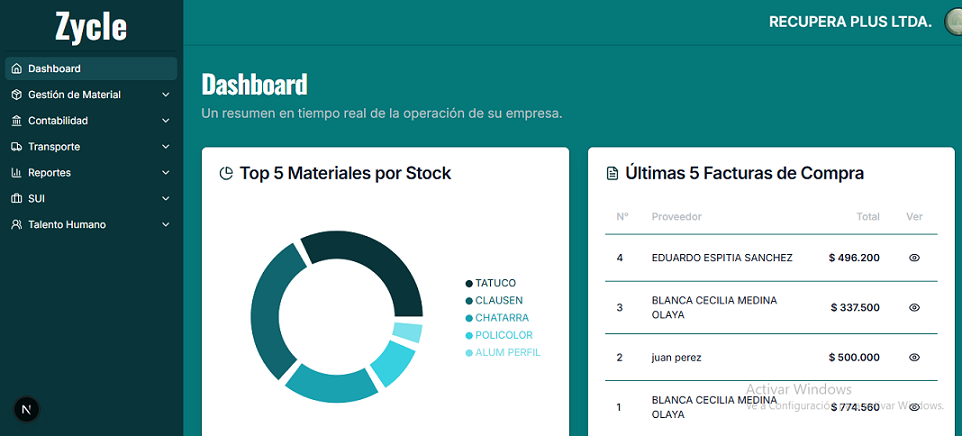 Zycle
RECUPERA PLUS LTDA.
Dashboard
Gestión de Material
Contabilidad
Transporte
Reportes
SUI
Talento Humano
N
Dashboard
Un resumen en tiempo real de la operación de su empresa.
Top 5 Materiales por Stock
TATUCO
CLAUSEN
CHATARRA
POLICOLOR
ALUM PERFIL
Últimas 5 Facturas de Compra
N° Proveedor Total Ver
4 EDUARDO ESPITIA SANCHEZ $ 496.200
3 BLANCA CECILIA MEDINA
OLAYA $ 337.500
2 juan perez $ 500.000
1 BLANCA CECILIA MEDINA
OLAYA $ 774.560
Activar Windows
Ve a Configuración para activar Windows.